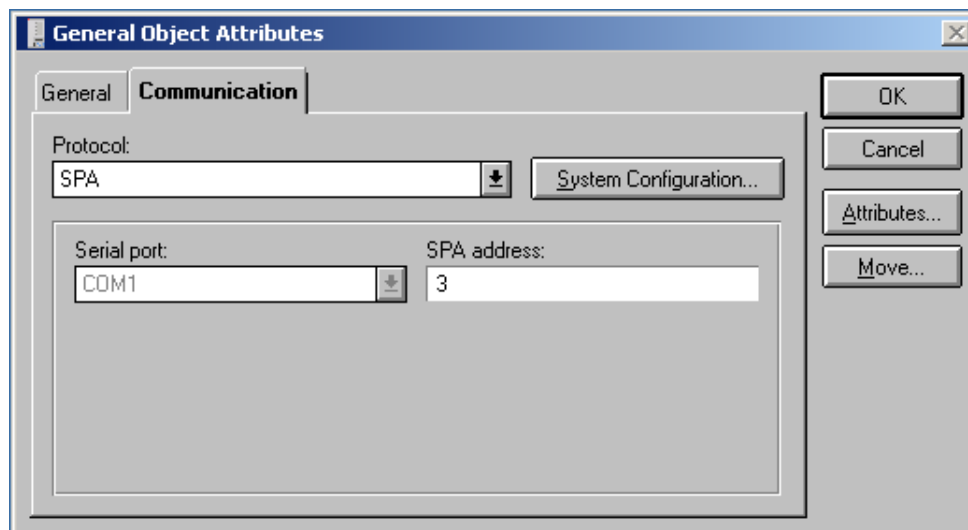 General Object Attributes
General
Communication
OK
Protocol:
Cancel
SPA
System Configuration...
Attributes...
Serial port:
SPA address:
Move...
COM1
3